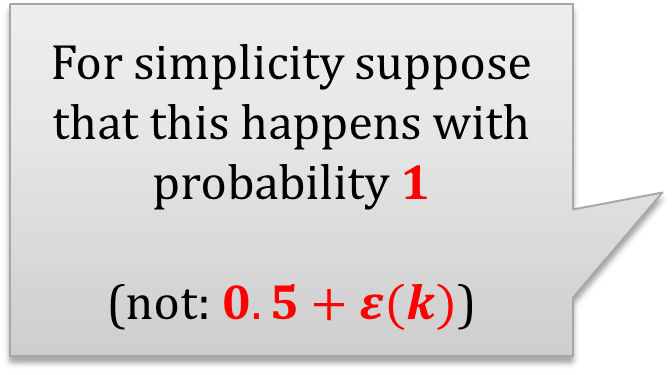 For simplicity suppose
that this happens with
probability 1
(not: 0.5 + ε(k))